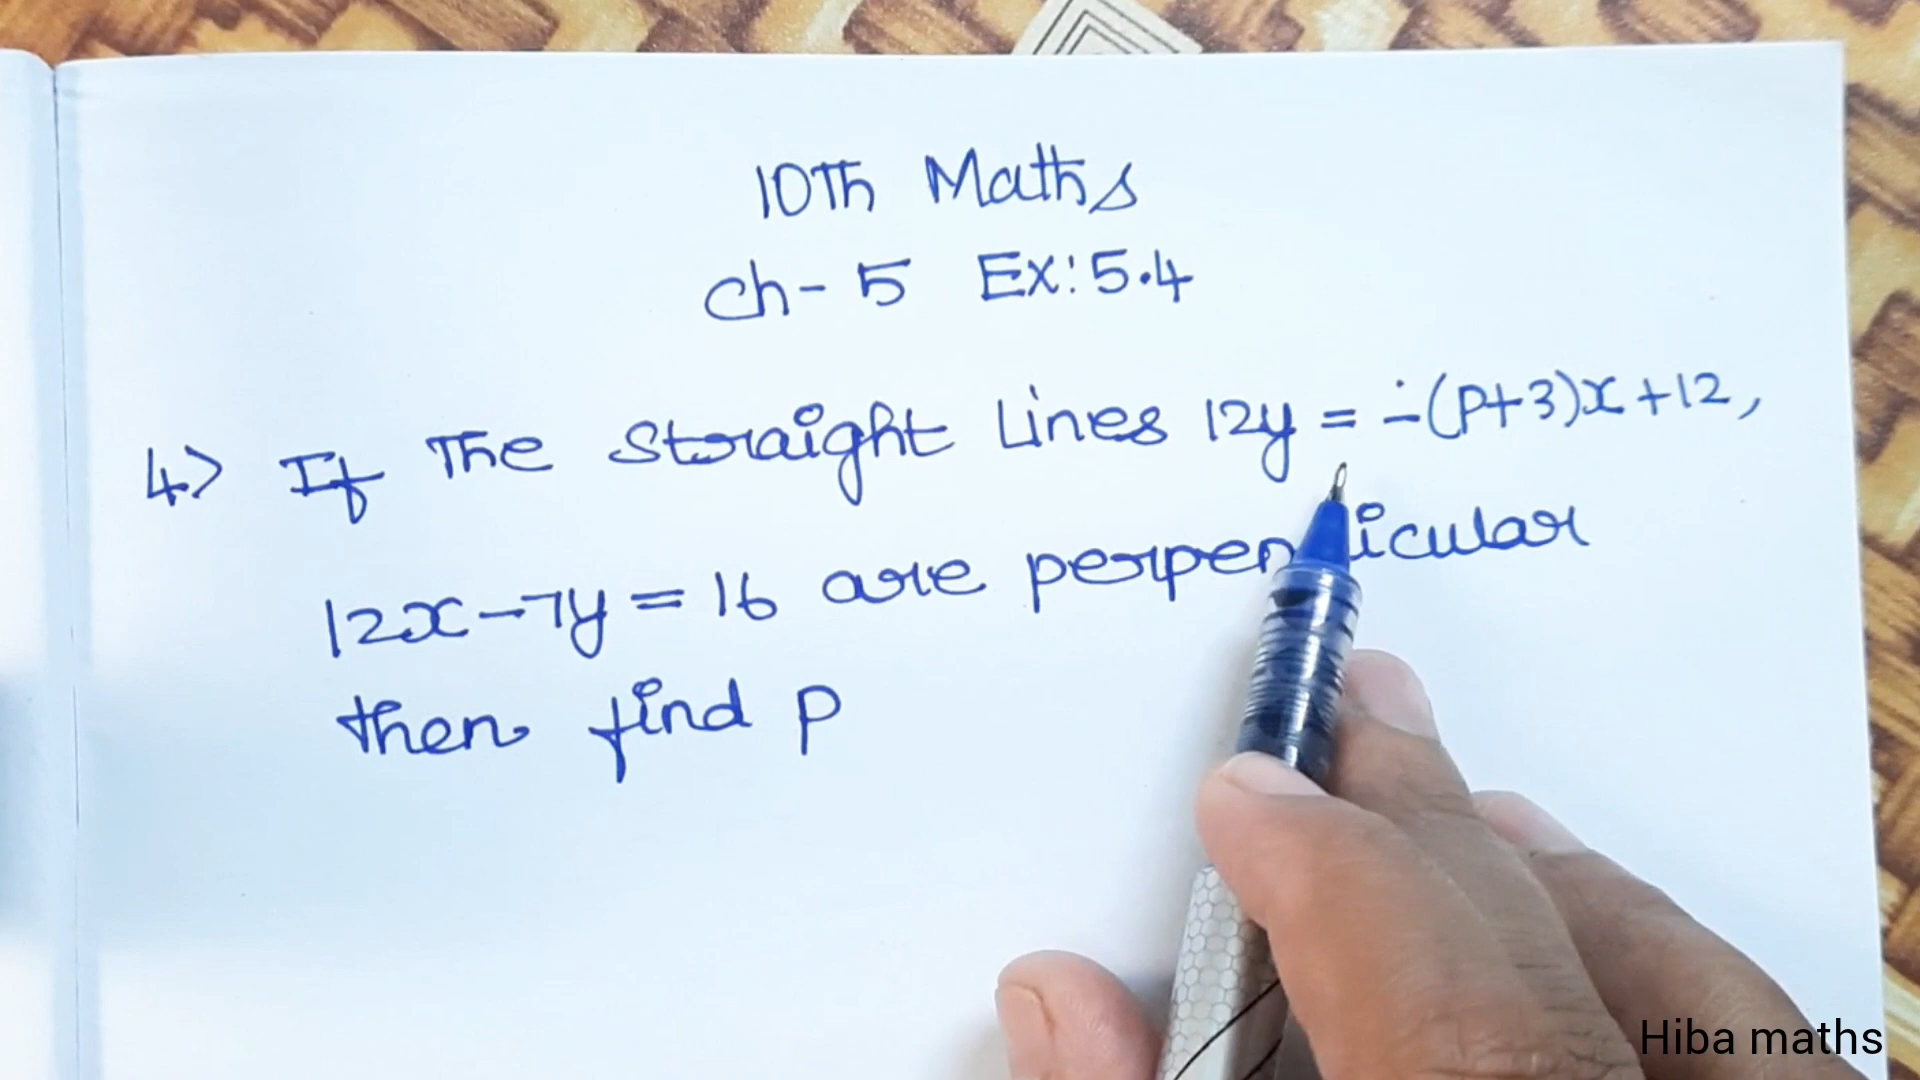 10Th Maths
Ch- 5 Ex: 5.4
4> If The Straight Lines 12y = -(p+3)x+12,
12x-7y=16 are perpendicular
then find p
Hiba maths